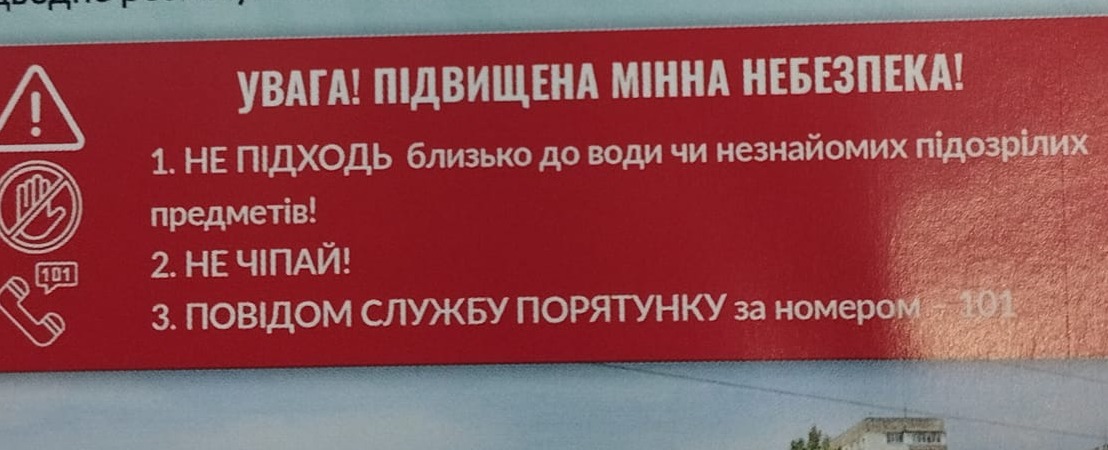 УВАГА! ПІДВИЩЕНА МІННА НЕБЕЗПЕКА!
1. НЕ ПІДХОДЬ близько до води чи незнайомих підозрілих
предметів!
2. НЕ ЧІПАЙ!
101
3. ПОВІДОМ СЛУЖБУ ПОРЯТУНКУ за номером – 101